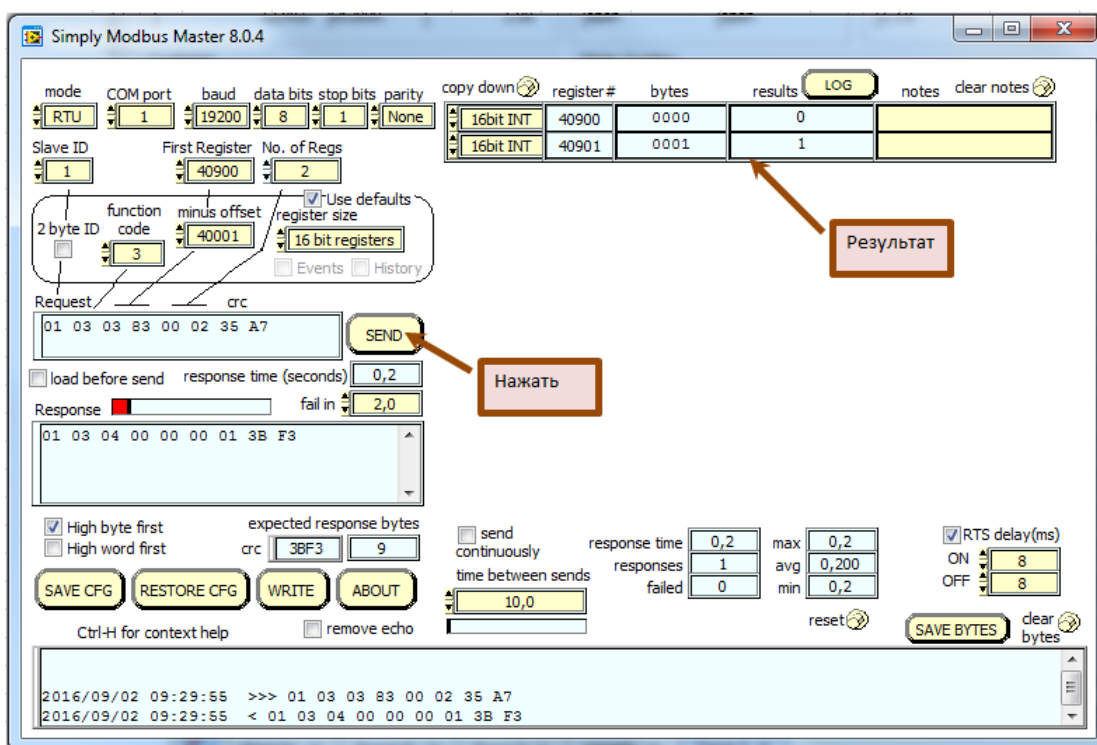 Simply Modbus Master 8.0.4
mode COM port baud data bits stop bits parity
RTU 1 19200 8 1 None
copy down register # bytes results LOG notes clear notes
16bit INT 40900 0000 0
16bit INT 40901 0001 1
Slave ID First Register No. of Regs
1 40900 2
Use defaults
function minus offset register size
2 byte ID code
3 40001 16 bit registers
Events History
Результат
Request crc
01 03 03 83 00 02 35 A7
SEND
Нажать
load before send response time (seconds) 0,2
Response fail in 2,0
01 03 04 00 00 00 01 3B F3
High byte first expected response bytes
High word first crc 3BF3 9
SAVE CFG RESTORE CFG WRITE ABOUT
Ctrl-H for context help remove echo
send
continuously
time between sends
10,0
response time 0,2 max 0,2
responses 1 avg 0,200
failed 0 min 0,2
reset
RTS delay(ms)
ON 8
OFF 8
SAVE BYTES clear
bytes
2016/09/02 09:29:55 >>> 01 03 03 83 00 02 35 A7
2016/09/02 09:29:55 < 01 03 04 00 00 00 01 3B F3